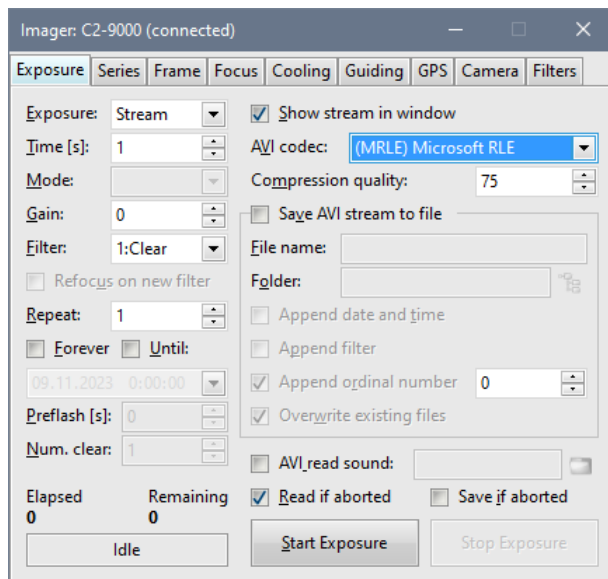 Imager: C2-9000 (connected)
Exposure Series Frame Focus Cooling Guiding GPS Camera Filters
Exposure: Stream
Show stream in window
Time [s]: 1
AVI codec: (MRLE) Microsoft RLE
Mode:
Compression quality: 75
Gain: 0
Save AVI stream to file
Filter: 1:Clear
File name:
Refocus on new filter
Folder:
Repeat: 1
Append date and time
Forever Until:
Append filter
09.11.2023 0:00:00
Append ordinal number 0
Preflash [s]: 0
Overwrite existing files
Num. clear: 1
AVI read sound:
Elapsed Remaining
Read if aborted Save if aborted
0 0
Idle
Start Exposure Stop Exposure